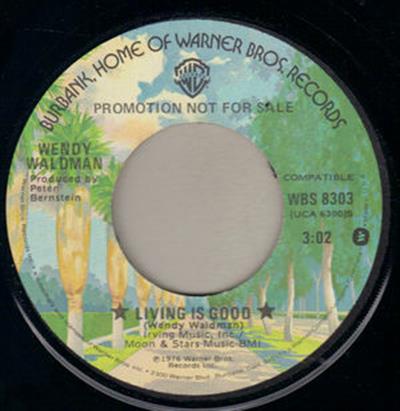 BURBANK, HOME OF WARNER BROS. RECORDS
WB
PROMOTION NOT FOR SALE
WENDY
WALDMAN
Produced by
Peter
Bernstein
COMPATIBLE
WBS 8303
3:02
★ LIVING IS GOOD ★
(Wendy Waldman)
Irving Music, Inc./
Moon & Stars Music BMI
℗ 1976 Warner Bros.
Records Inc.